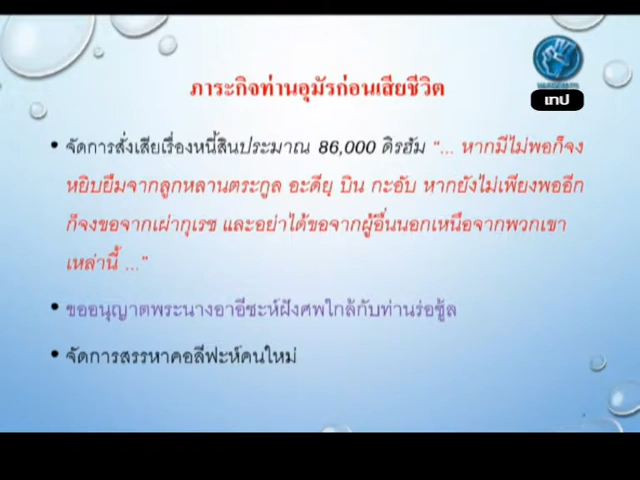 เทป
ภาระกิจท่านอุมัรก่อนเสียชีวิต
• จัดการสั่งเสียเรื่องหนี้สินประมาณ 86,000 ดิรฮัม “... หากมีไม่พอก็จง
หยิบยืมจากลูกหลานตระกูล อะดียฺ บิน กะอับ หากยังไม่เพียงพออีก
ก็จงขอจากเผ่ากุเรซ และอย่าได้ขอจากผู้อื่นนอกเหนือจากพวกเขา
เหล่านี้ ...”
• ขออนุญาตพระนางอาอีชะห์ฝังศพใกล้กับท่านร่อซู้ล
• จัดการสรรหาคอลีฟะห์คนใหม่